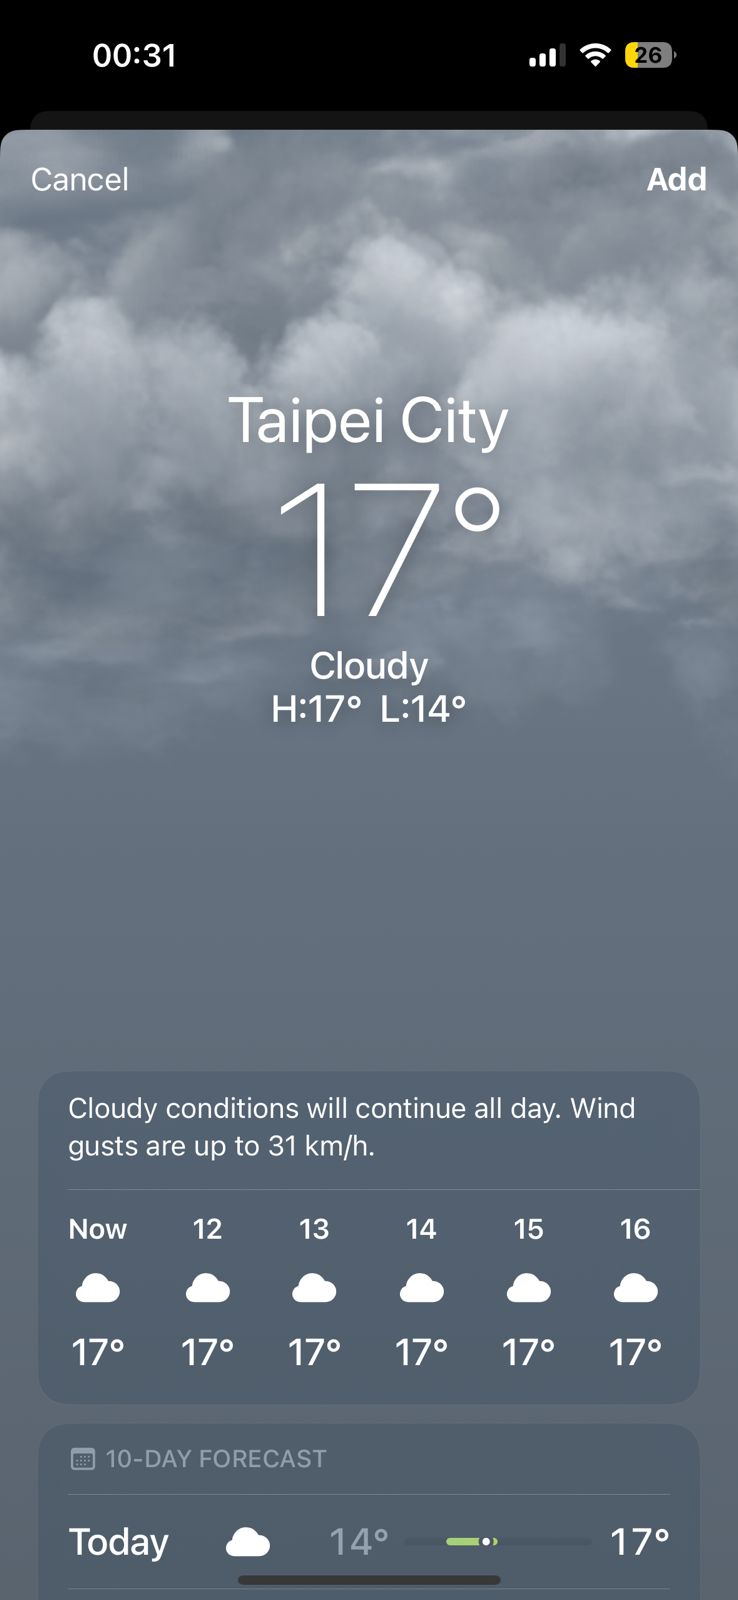 00:31
26
Cancel
Add
Taipei City
17°
Cloudy
H:17° L:14°
Cloudy conditions will continue all day. Wind
gusts are up to 31 km/h.
Now 12 13 14 15 16
17° 17° 17° 17° 17° 17°
10-DAY FORECAST
Today 14° 17°